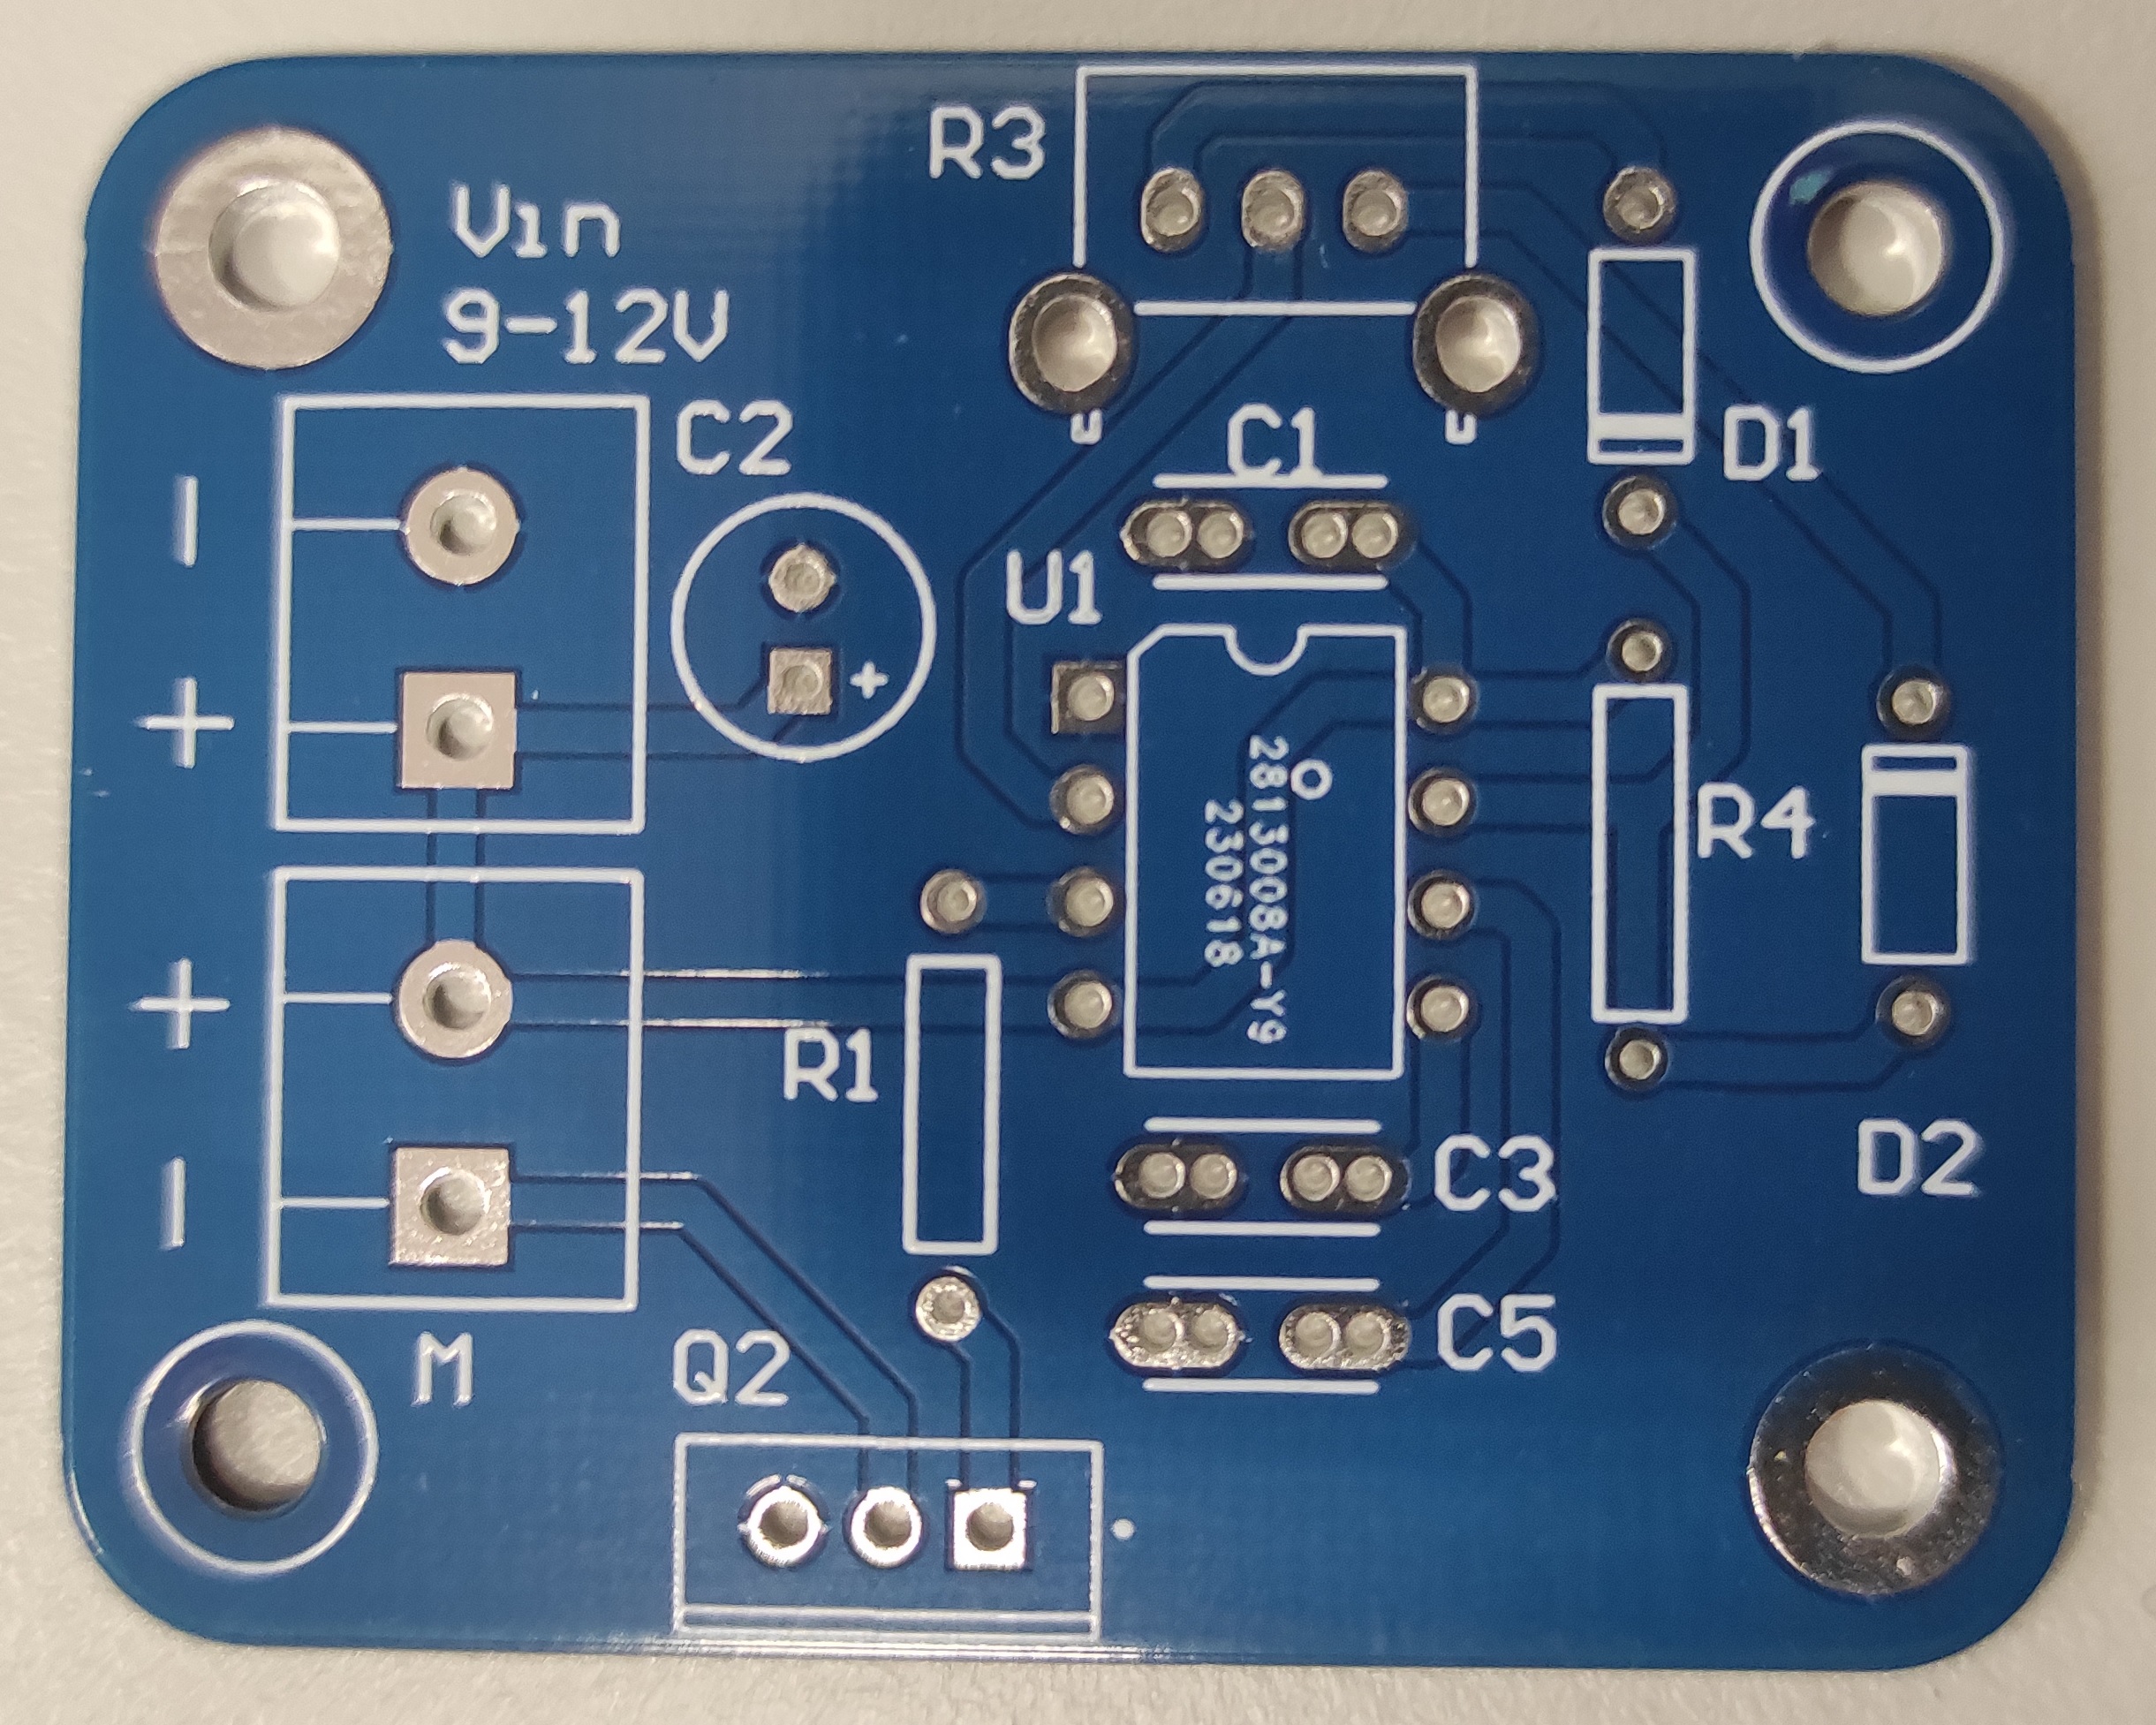 R3
Vin
9-12V
C2
C1
D1
-
U1
+
+
R4
2813008A-Y9
230618
+
R1
-
C3
D2
C5
M
Q2